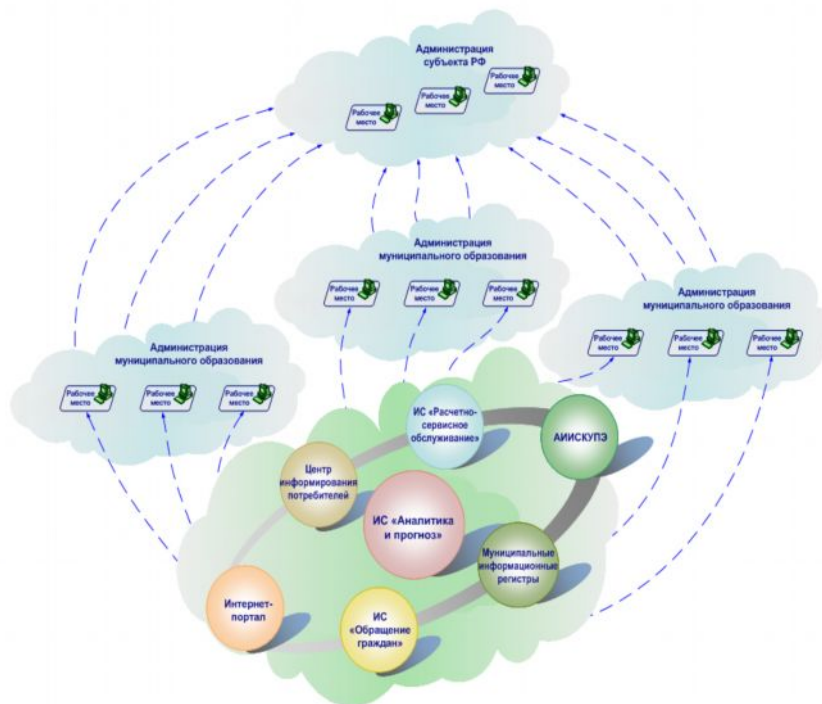 Администрация
субъекта РФ
Рабочее
место
Рабочее
место
Рабочее
место
Администрация
муниципального образования
Рабочее
место
Рабочее
место
Рабочее
место
Администрация
муниципального образования
Рабочее
место
Рабочее
место
Рабочее
место
Администрация
муниципального образования
Рабочее
место
Рабочее
место
Рабочее
место
ИС «Расчетно-
сервисное
обслуживание»
АИИСКУПЭ
Центр
информирования
потребителей
ИС «Аналитика
и прогноз»
Муниципальные
информационные
регистры
Интернет-
портал
ИС
«Обращение
граждан»